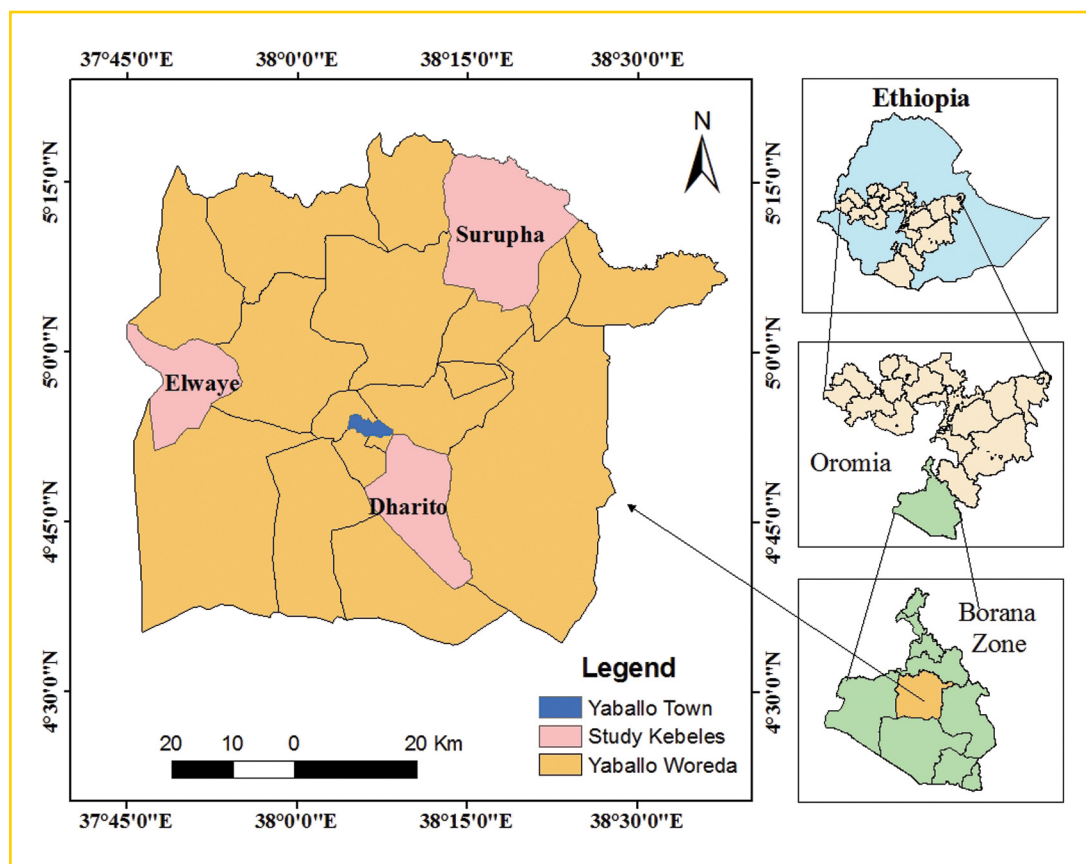 37°45'0"E 38°0'0"E 38°15'0"E 38°30'0"E
5°15'0"N
5°0'0"N
4°45'0"N
4°30'0"N
N
Surupha
Elwaye
Dharito
Legend
Yaballo Town
Study Kebeles
Yaballo Woreda
20 10 0 20 Km
5°15'0"N
5°0'0"N
4°45'0"N
4°30'0"N
37°45'0"E 38°0'0"E 38°15'0"E 38°30'0"E
Ethiopia
Oromia
Borana
Zone